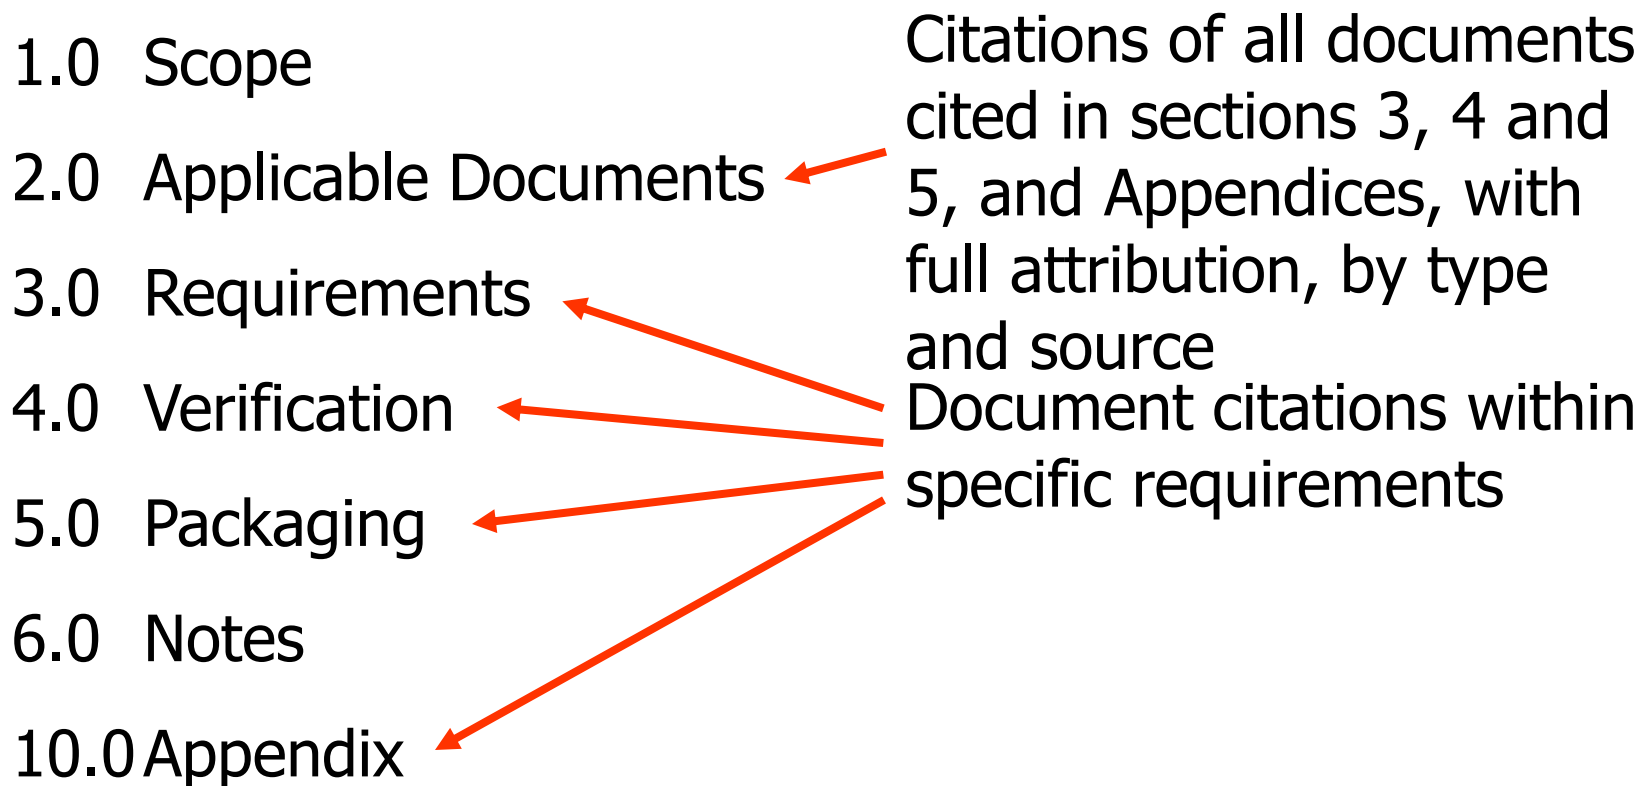 1.0 Scope
2.0 Applicable Documents
3.0 Requirements
4.0 Verification
5.0 Packaging
6.0 Notes
10.0 Appendix
Citations of all documents
cited in sections 3, 4 and
5, and Appendices, with
full attribution, by type
and source
Document citations within
specific requirements